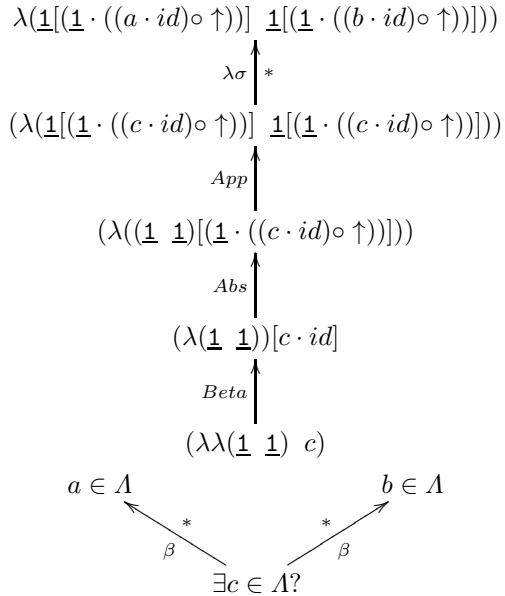 λ(1[(1 · ((a · id)∘ ↑))] 1[(1 · ((b · id)∘ ↑))]))
λσ *
(λ(1[(1 · ((c · id)∘ ↑))] 1[(1 · ((c · id)∘ ↑))]))
App
(λ((1 1)[(1 · ((c · id)∘ ↑))]))
Abs
(λ(1 1))[c · id]
Beta
(λλ(1 1) c)
a ∈ Λ b ∈ Λ
* *
β β
∃c ∈ Λ?